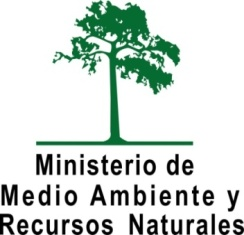 Ministerio de
Medio Ambiente y
Recursos Naturales